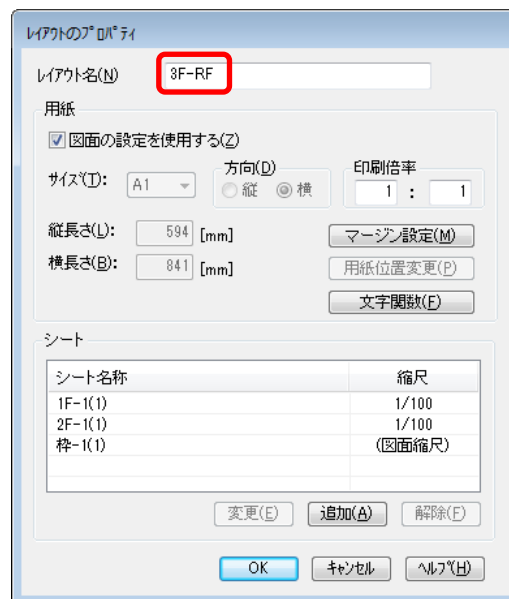 ﾚｲｱｳﾄのﾌﾟﾛﾊﾟﾃｨ
ﾚｲｱｳﾄ名(N) 3F-RF
用紙
図面の設定を使用する(Z)
ｻｲｽﾞ(T): A1 方向(D) 縦 横 印刷倍率 1 : 1
縦長さ(L): 594 [mm] マージン設定(M)
横長さ(B): 841 [mm] 用紙位置変更(P)
文字関数(F)
シート
シート名称 縮尺
1F-1(1) 1/100
2F-1(1) 1/100
枠-1(1) (図面縮尺)
変更(E) 追加(A) 解除(F)
OK ｷｬﾝｾﾙ ﾍﾙﾌﾟ(H)